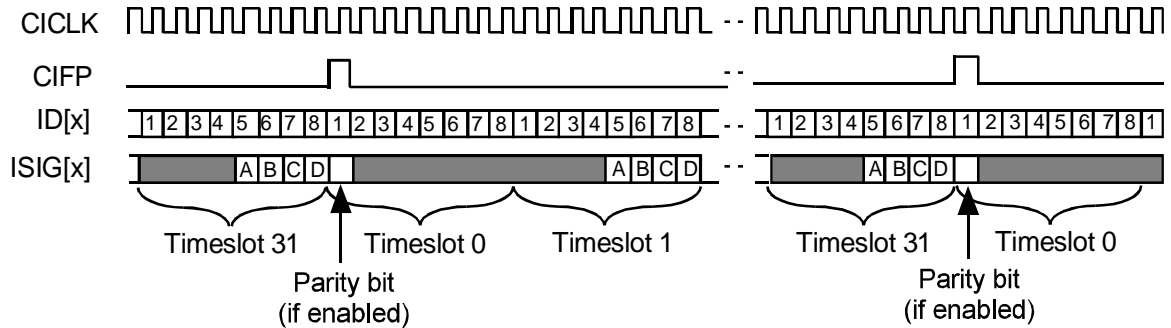 CICLK
- -
CIFP
- -
ID[x] 1 2 3 4 5 6 7 8 1 2 3 4 5 6 7 8 1 2 3 4 5 6 7 8 - - 1 2 3 4 5 6 7 8 1 2 3 4 5 6 7 8 1
ISIG[x] A B C D A B C D - - A B C D
Timeslot 31 Timeslot 0 Timeslot 1 Timeslot 31 Timeslot 0
Parity bit
(if enabled)
Parity bit
(if enabled)